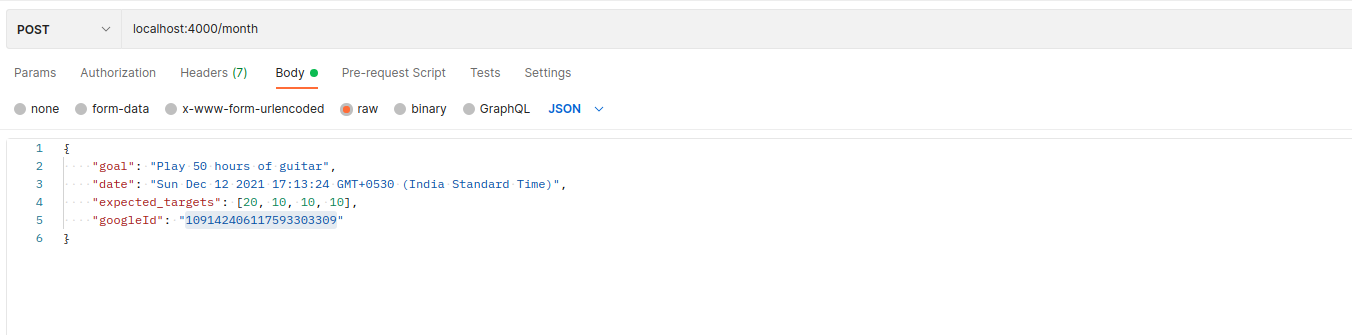 POST localhost:4000/month
Params Authorization Headers (7) Body Pre-request Script Tests Settings
none form-data x-www-form-urlencoded raw binary GraphQL JSON
1 {
2 "goal": "Play 50 hours of guitar",
3 "date": "Sun Dec 12 2021 17:13:24 GMT+0530 (India Standard Time)",
4 "expected_targets": [20, 10, 10, 10],
5 "googleId": "109142406117593303309"
6 }